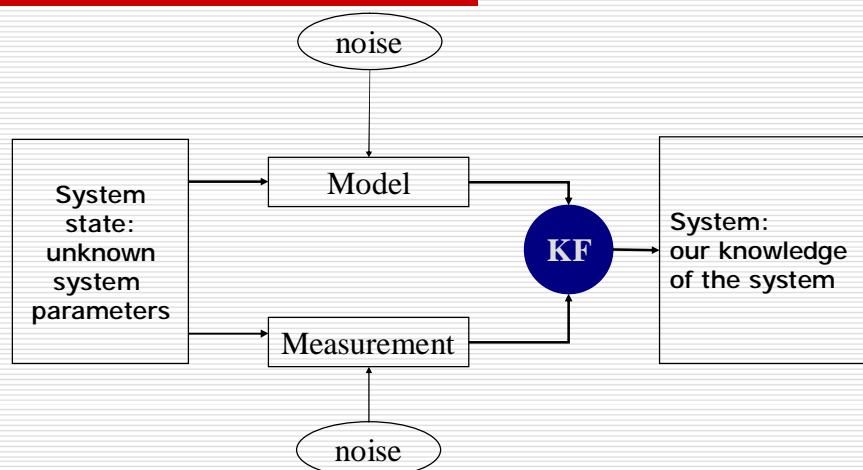 noise
System
state:
unknown
system
parameters
Model
KF
System:
our knowledge
of the system
Measurement
noise